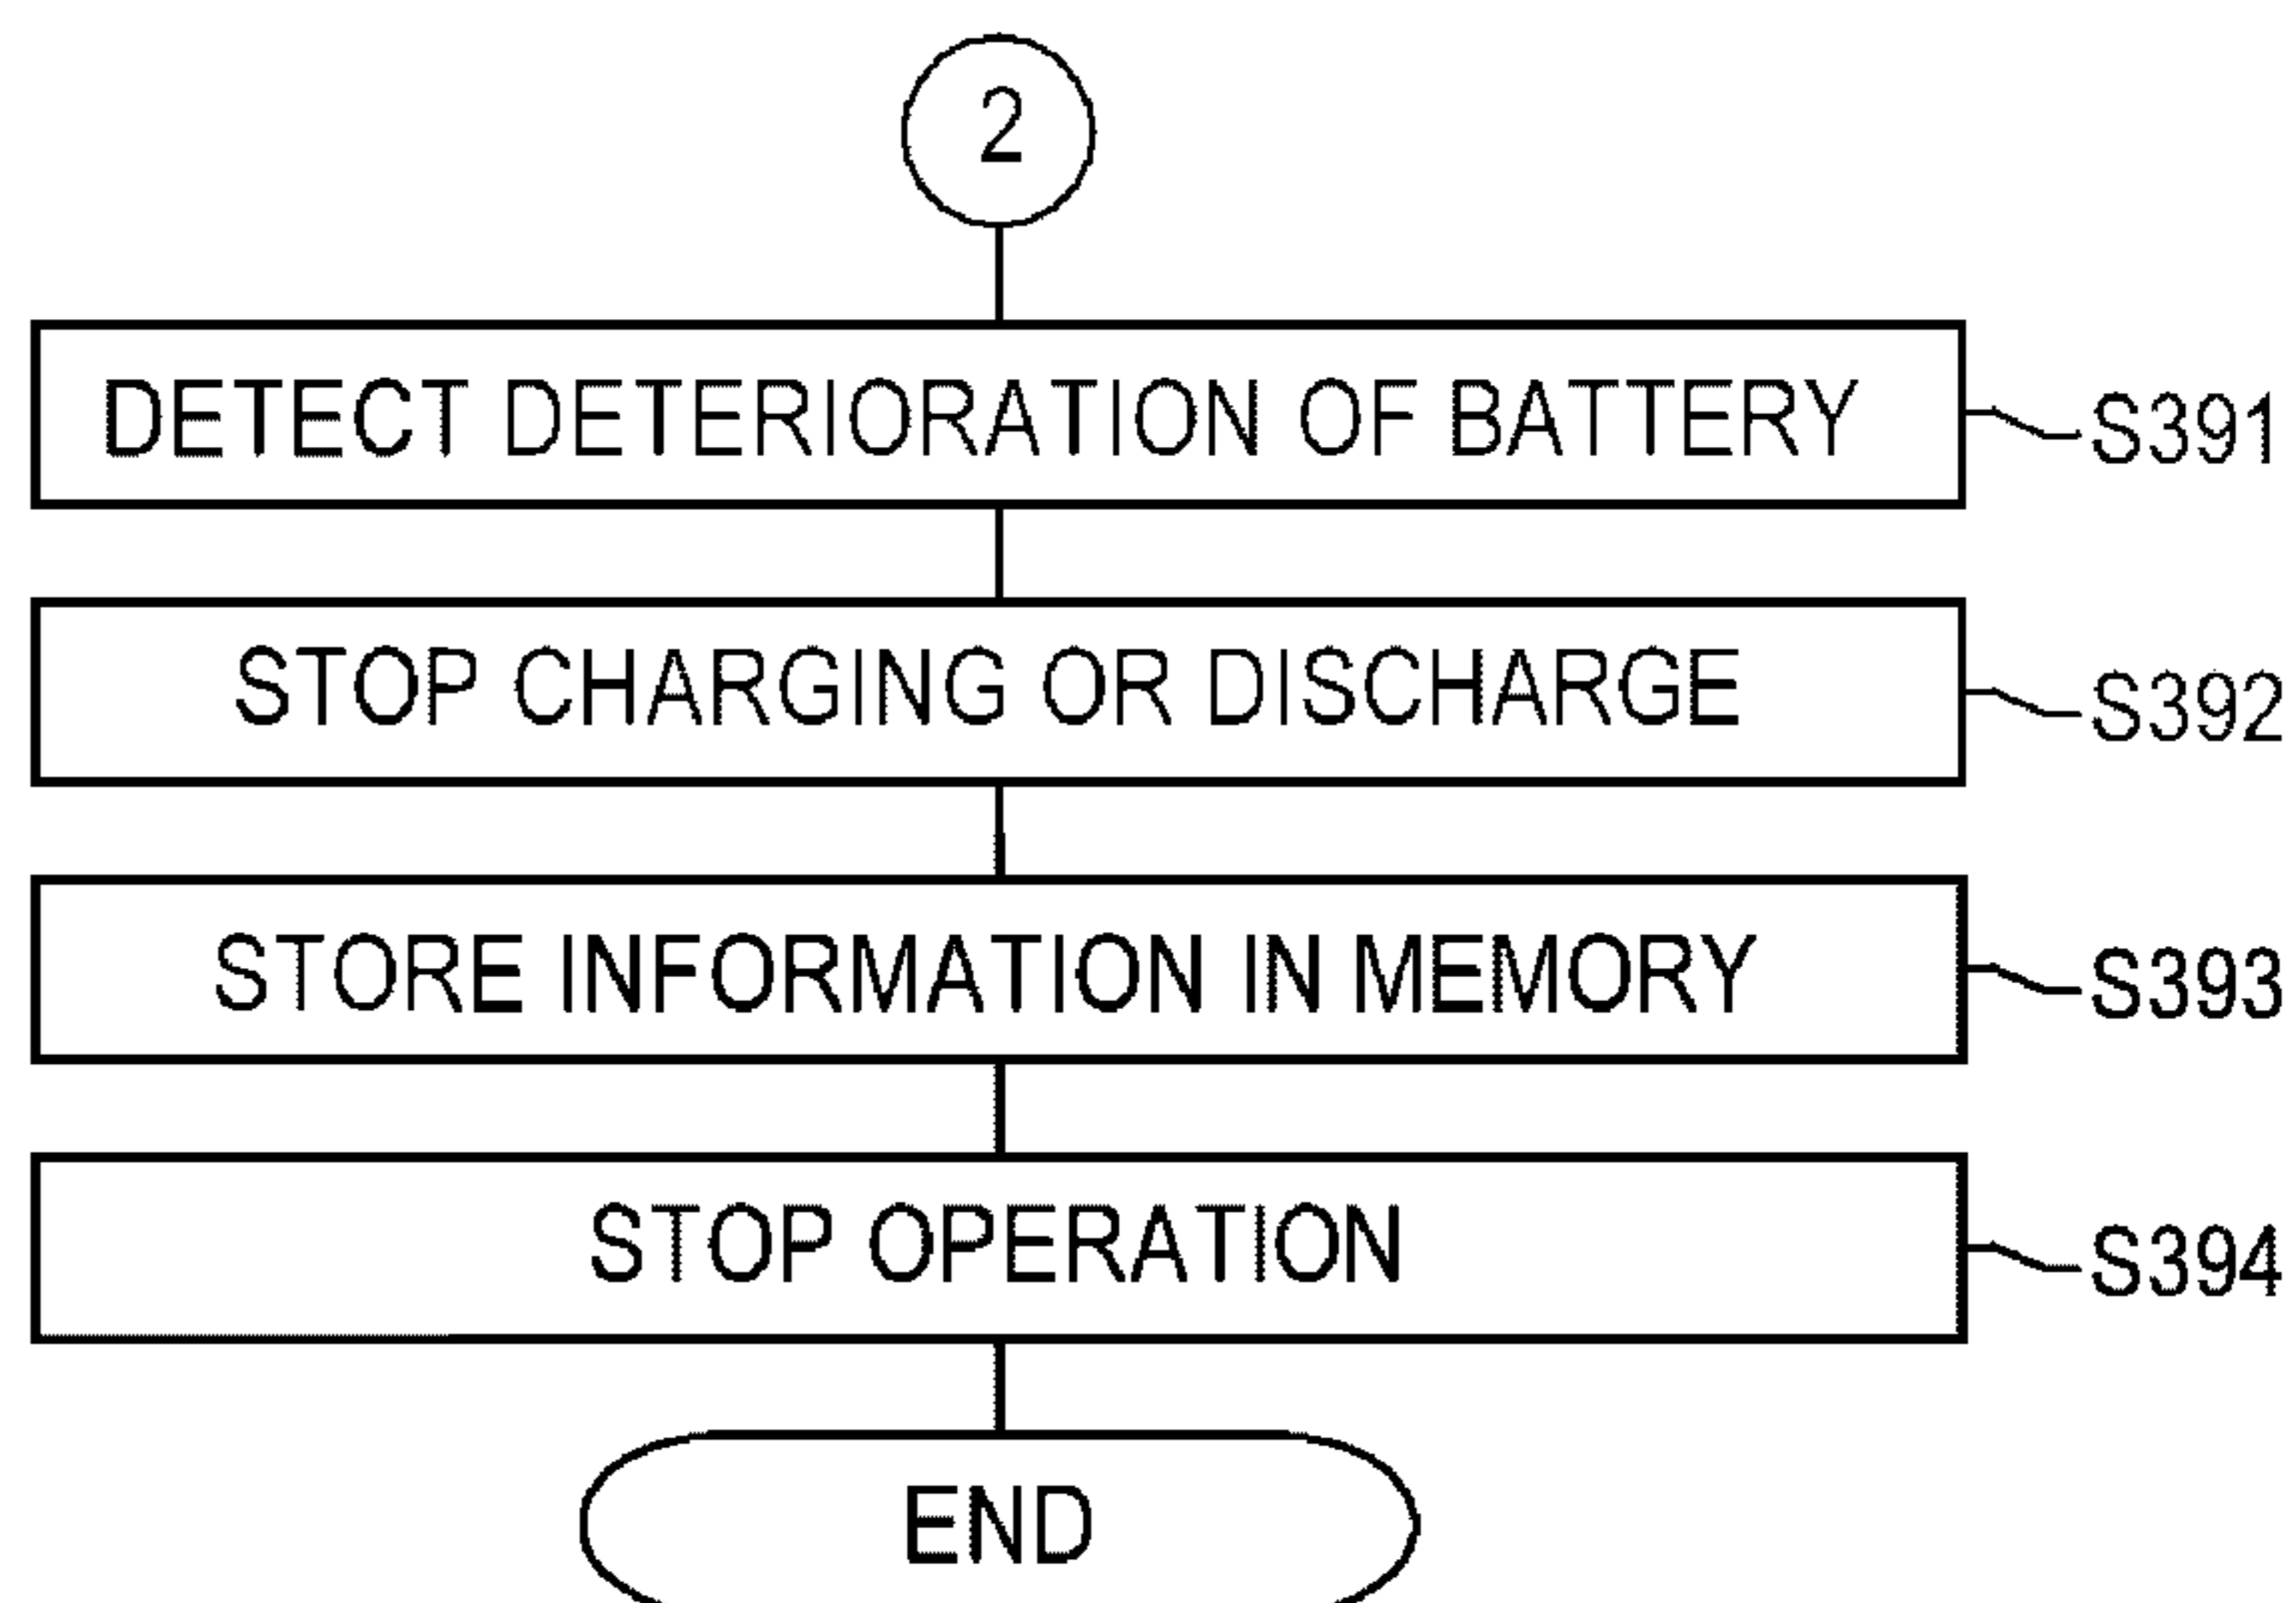 2
DETECT DETERIORATION OF BATTERY
S391
STOP CHARGING OR DISCHARGE
S392
STORE INFORMATION IN MEMORY
S393
STOP OPERATION
S394
END